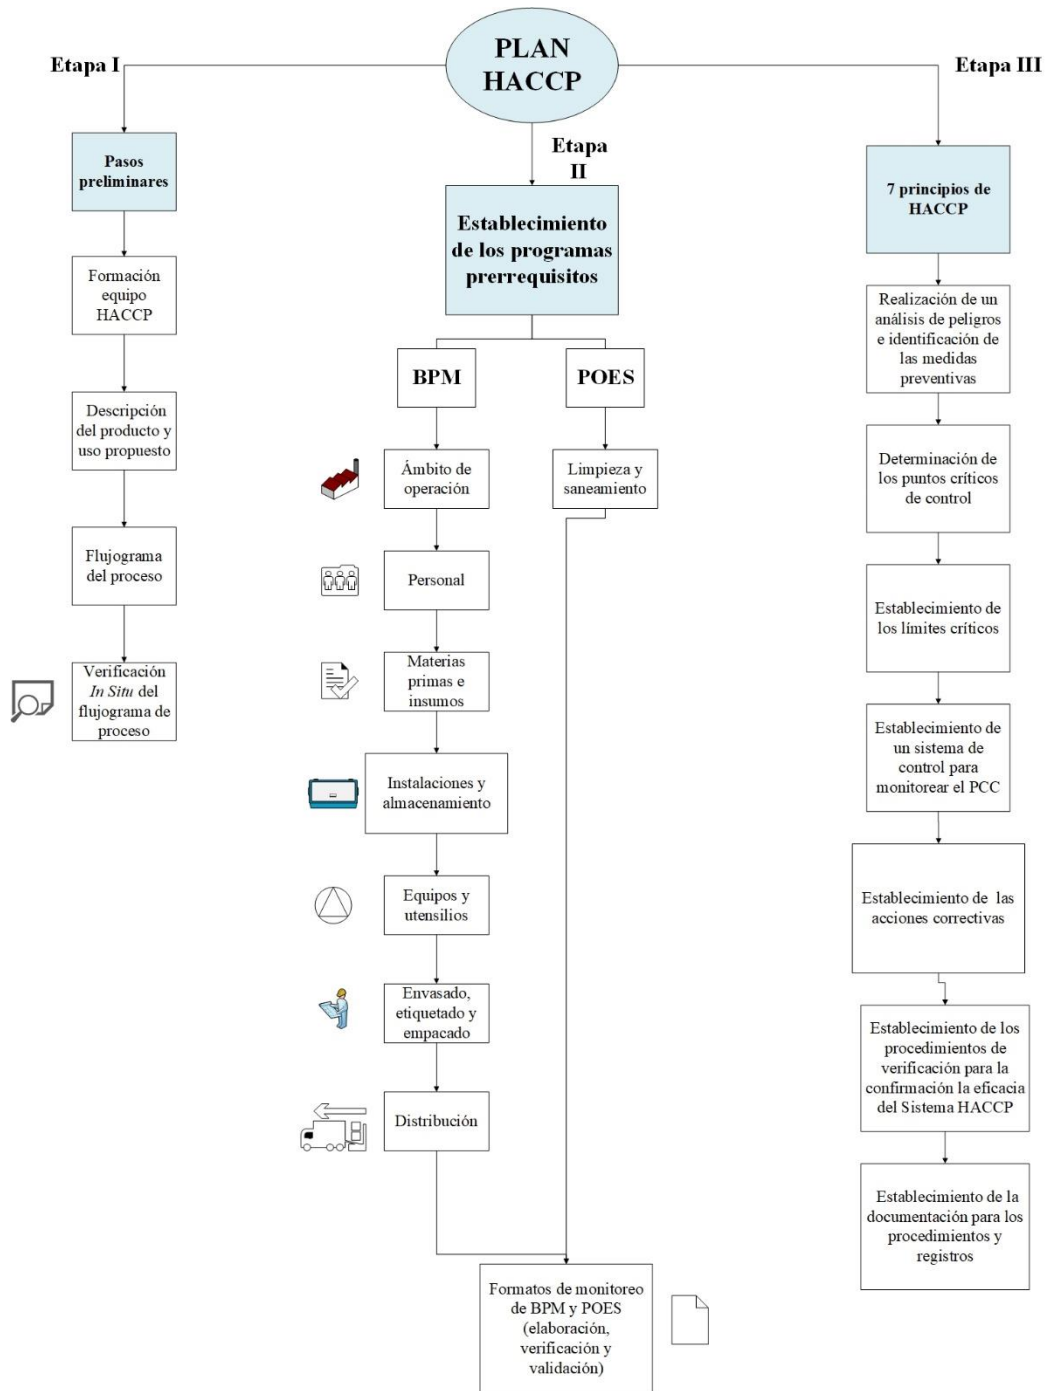 PLAN
HACCP
Etapa I
Pasos
preliminares
Formación
equipo
HACCP
Descripción
del producto y
uso propuesto
Flujograma
del proceso
Verificación
In Situ del
flujograma de
proceso
Etapa
II
Establecimiento
de los programas
prerrequisitos
BPM
Ámbito de
operación
Personal
Materias
primas e
insumos
Instalaciones y
almacenamiento
Equipos y
utensilios
Envasado,
etiquetado y
empacado
Distribución
POES
Limpieza y
saneamiento
Formatos de monitoreo
de BPM y POES
(elaboración,
verificación y
validación)
Etapa III
7 principios de
HACCP
Realización de un
análisis de peligros
e identificación de
las medidas
preventivas
Determinación de
los puntos críticos
de control
Establecimiento de
los límites críticos
Establecimiento de
un sistema de
control para
monitorear el PCC
Establecimiento de las
acciones correctivas
Establecimiento de los
procedimientos de
verificación para la
confirmación la eficacia
del Sistema HACCP
Establecimiento de la
documentación para los
procedimientos y
registros